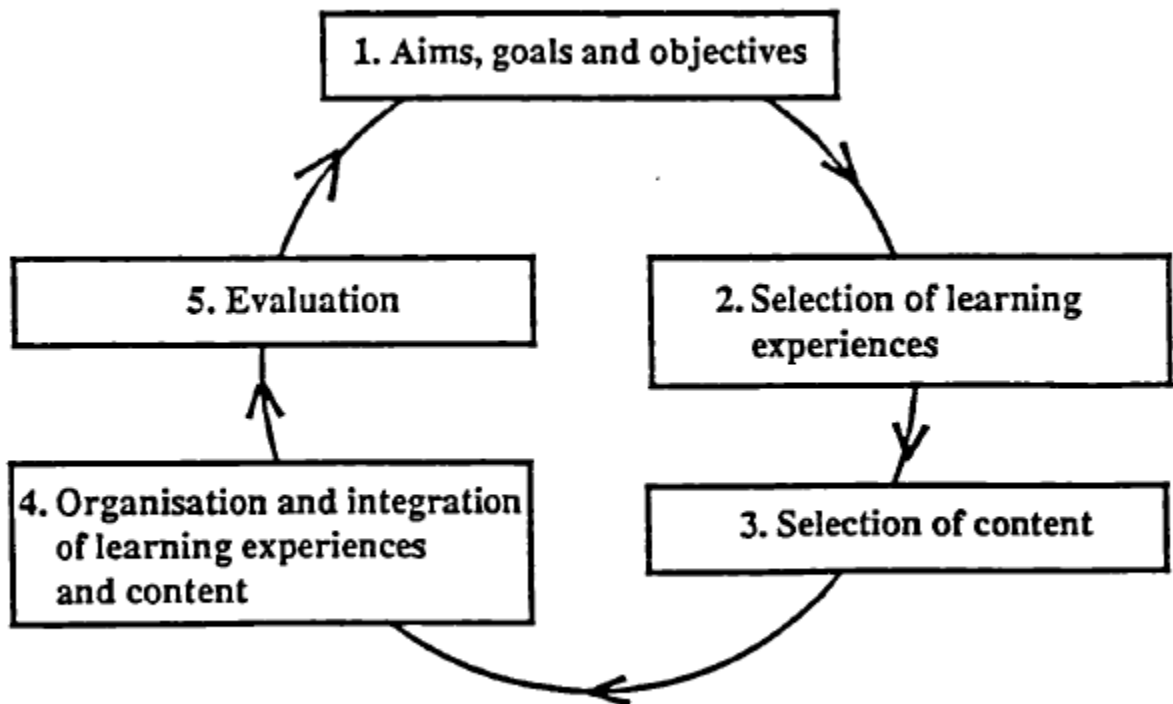 1. Aims, goals and objectives
5. Evaluation
2. Selection of learning
experiences
4. Organisation and integration
of learning experiences
and content
3. Selection of content